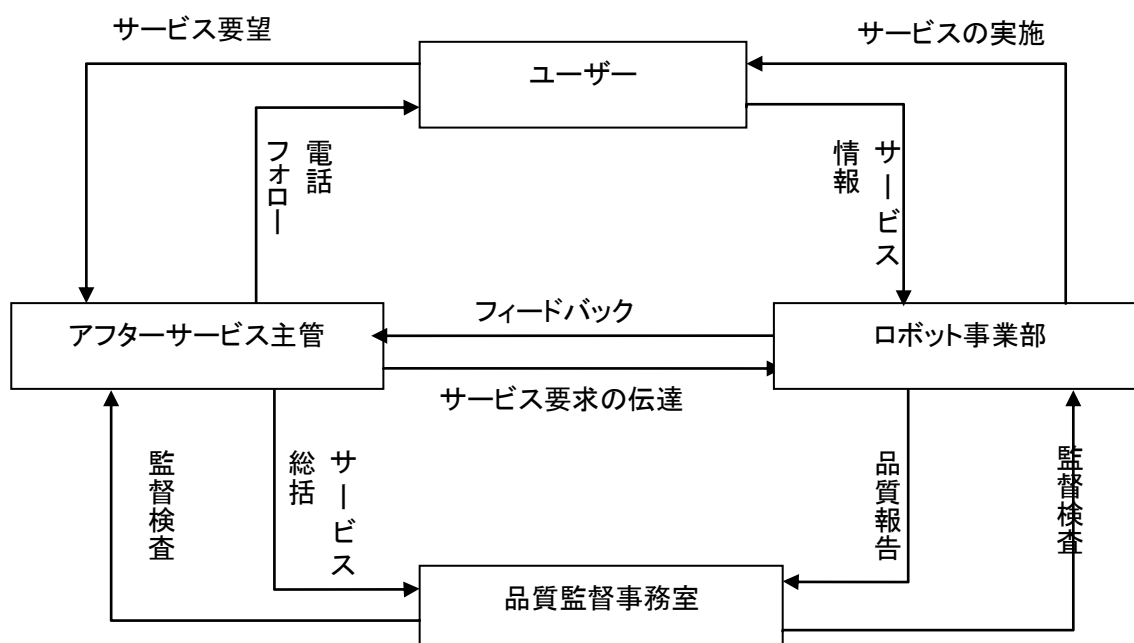 サービス要望
サービスの実施
ユーザー
電話
フォロー
サービス
情報
フィードバック
アフターサービス主管
ロボット事業部
サービス要求の伝達
監督検査
サービス
総括
品質報告
監督検査
品質監督事務室